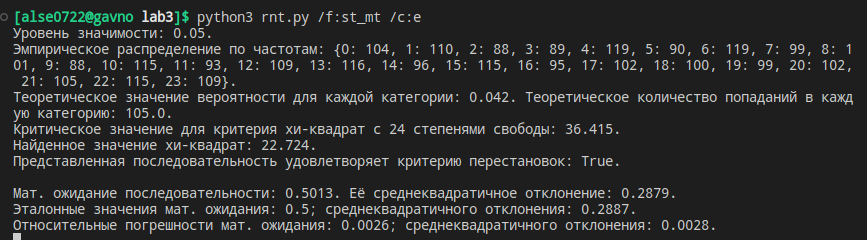 [alse0722@gavno lab3]$ python3 rnt.py /f:st_mt /c:e
Уровень значимости: 0.05.
Эмпирическое распределение по частотам: {0: 104, 1: 110, 2: 88, 3: 89, 4: 119, 5: 90, 6: 119, 7: 99, 8: 1
01, 9: 88, 10: 115, 11: 93, 12: 109, 13: 116, 14: 96, 15: 115, 16: 95, 17: 102, 18: 100, 19: 99, 20: 102,
21: 105, 22: 115, 23: 109}.
Теоретическое значение вероятности для каждой категории: 0.042. Теоретическое количество попаданий в кажд
ую категорию: 105.0.
Критическое значение для критерия хи-квадрат с 24 степенями свободы: 36.415.
Найденное значение хи-квадрат: 22.724.
Представленная последовательность удовлетворяет критерию перестановок: True.
Мат. ожидание последовательности: 0.5013. Её среднеквадратичное отклонение: 0.2879.
Эталонные значения мат. ожидания: 0.5; среднеквадратичного отклонения: 0.2887.
Относительные погрешности мат. ожидания: 0.0026; среднеквадратичного отклонения: 0.0028.